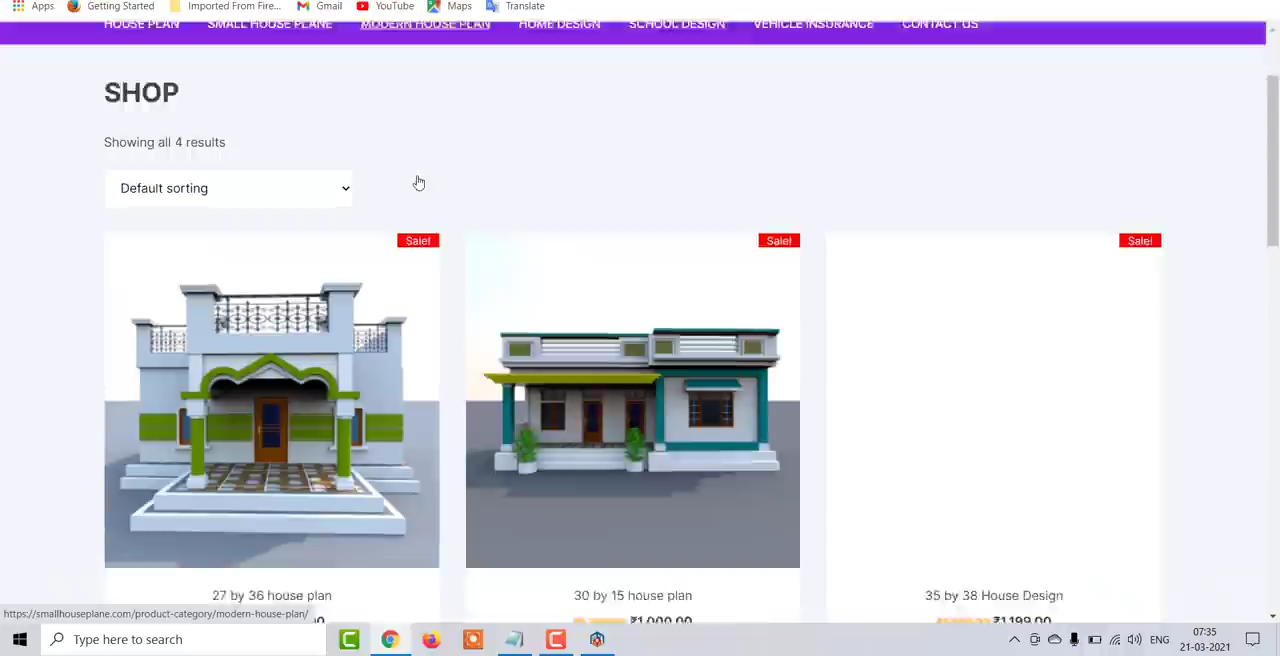 Apps Getting Started Imported From Fire... Gmail YouTube Maps Translate
HOUSE PLAN SMALL HOUSE PLANE MODERN HOUSE PLAN HOME DESIGN SCHOOL DESIGN VEHICLE INSURANCE CONTACT US
SHOP
Showing all 4 results
Default sorting
Sale! Sale! Sale!
27 by 36 house plan 30 by 15 house plan 35 by 38 House Design
₹1,000.00 ₹1,199.00
https://smallhouseplane.com/product-category/modern-house-plan/
Type here to search ENG 07:35
21-03-2021